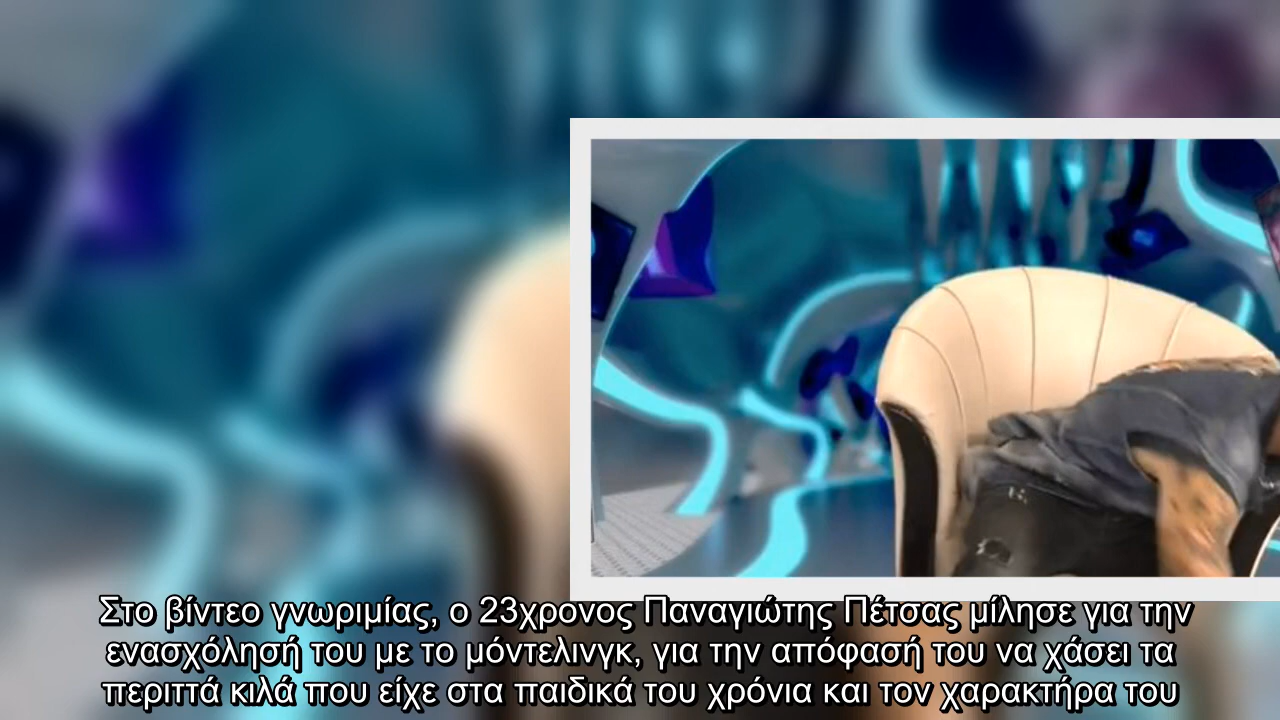 Στο βίντεο γνωριμίας, ο 23χρονος Παναγιώτης Πέτσας μίλησε για την
ενασχόλησή του με το μόντελινγκ, για την απόφασή του να χάσει τα
περιττά κιλά που είχε στα παιδικά του χρόνια και τον χαρακτήρα του